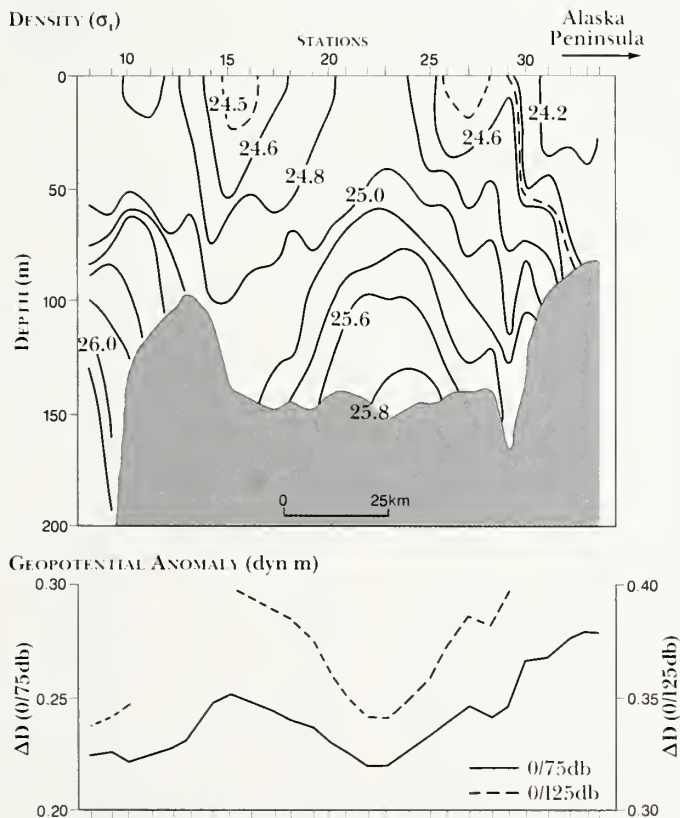 DENSITY (σt)
STATIONS
Alaska
Peninsula
10 15 20 25 29 30
0
50
100
150
200
DEPTH (m)
24.5
24.6
24.8
25.0
25.6
25.8
26.0
24.6
24.2
0 25km
GEOPOTENTIAL ANOMALY (dyn m)
0.30
0.25
0.20
ΔD (0/75db)
0.40
0.35
0.30
ΔD (0/125db)
0/75db
0/125db